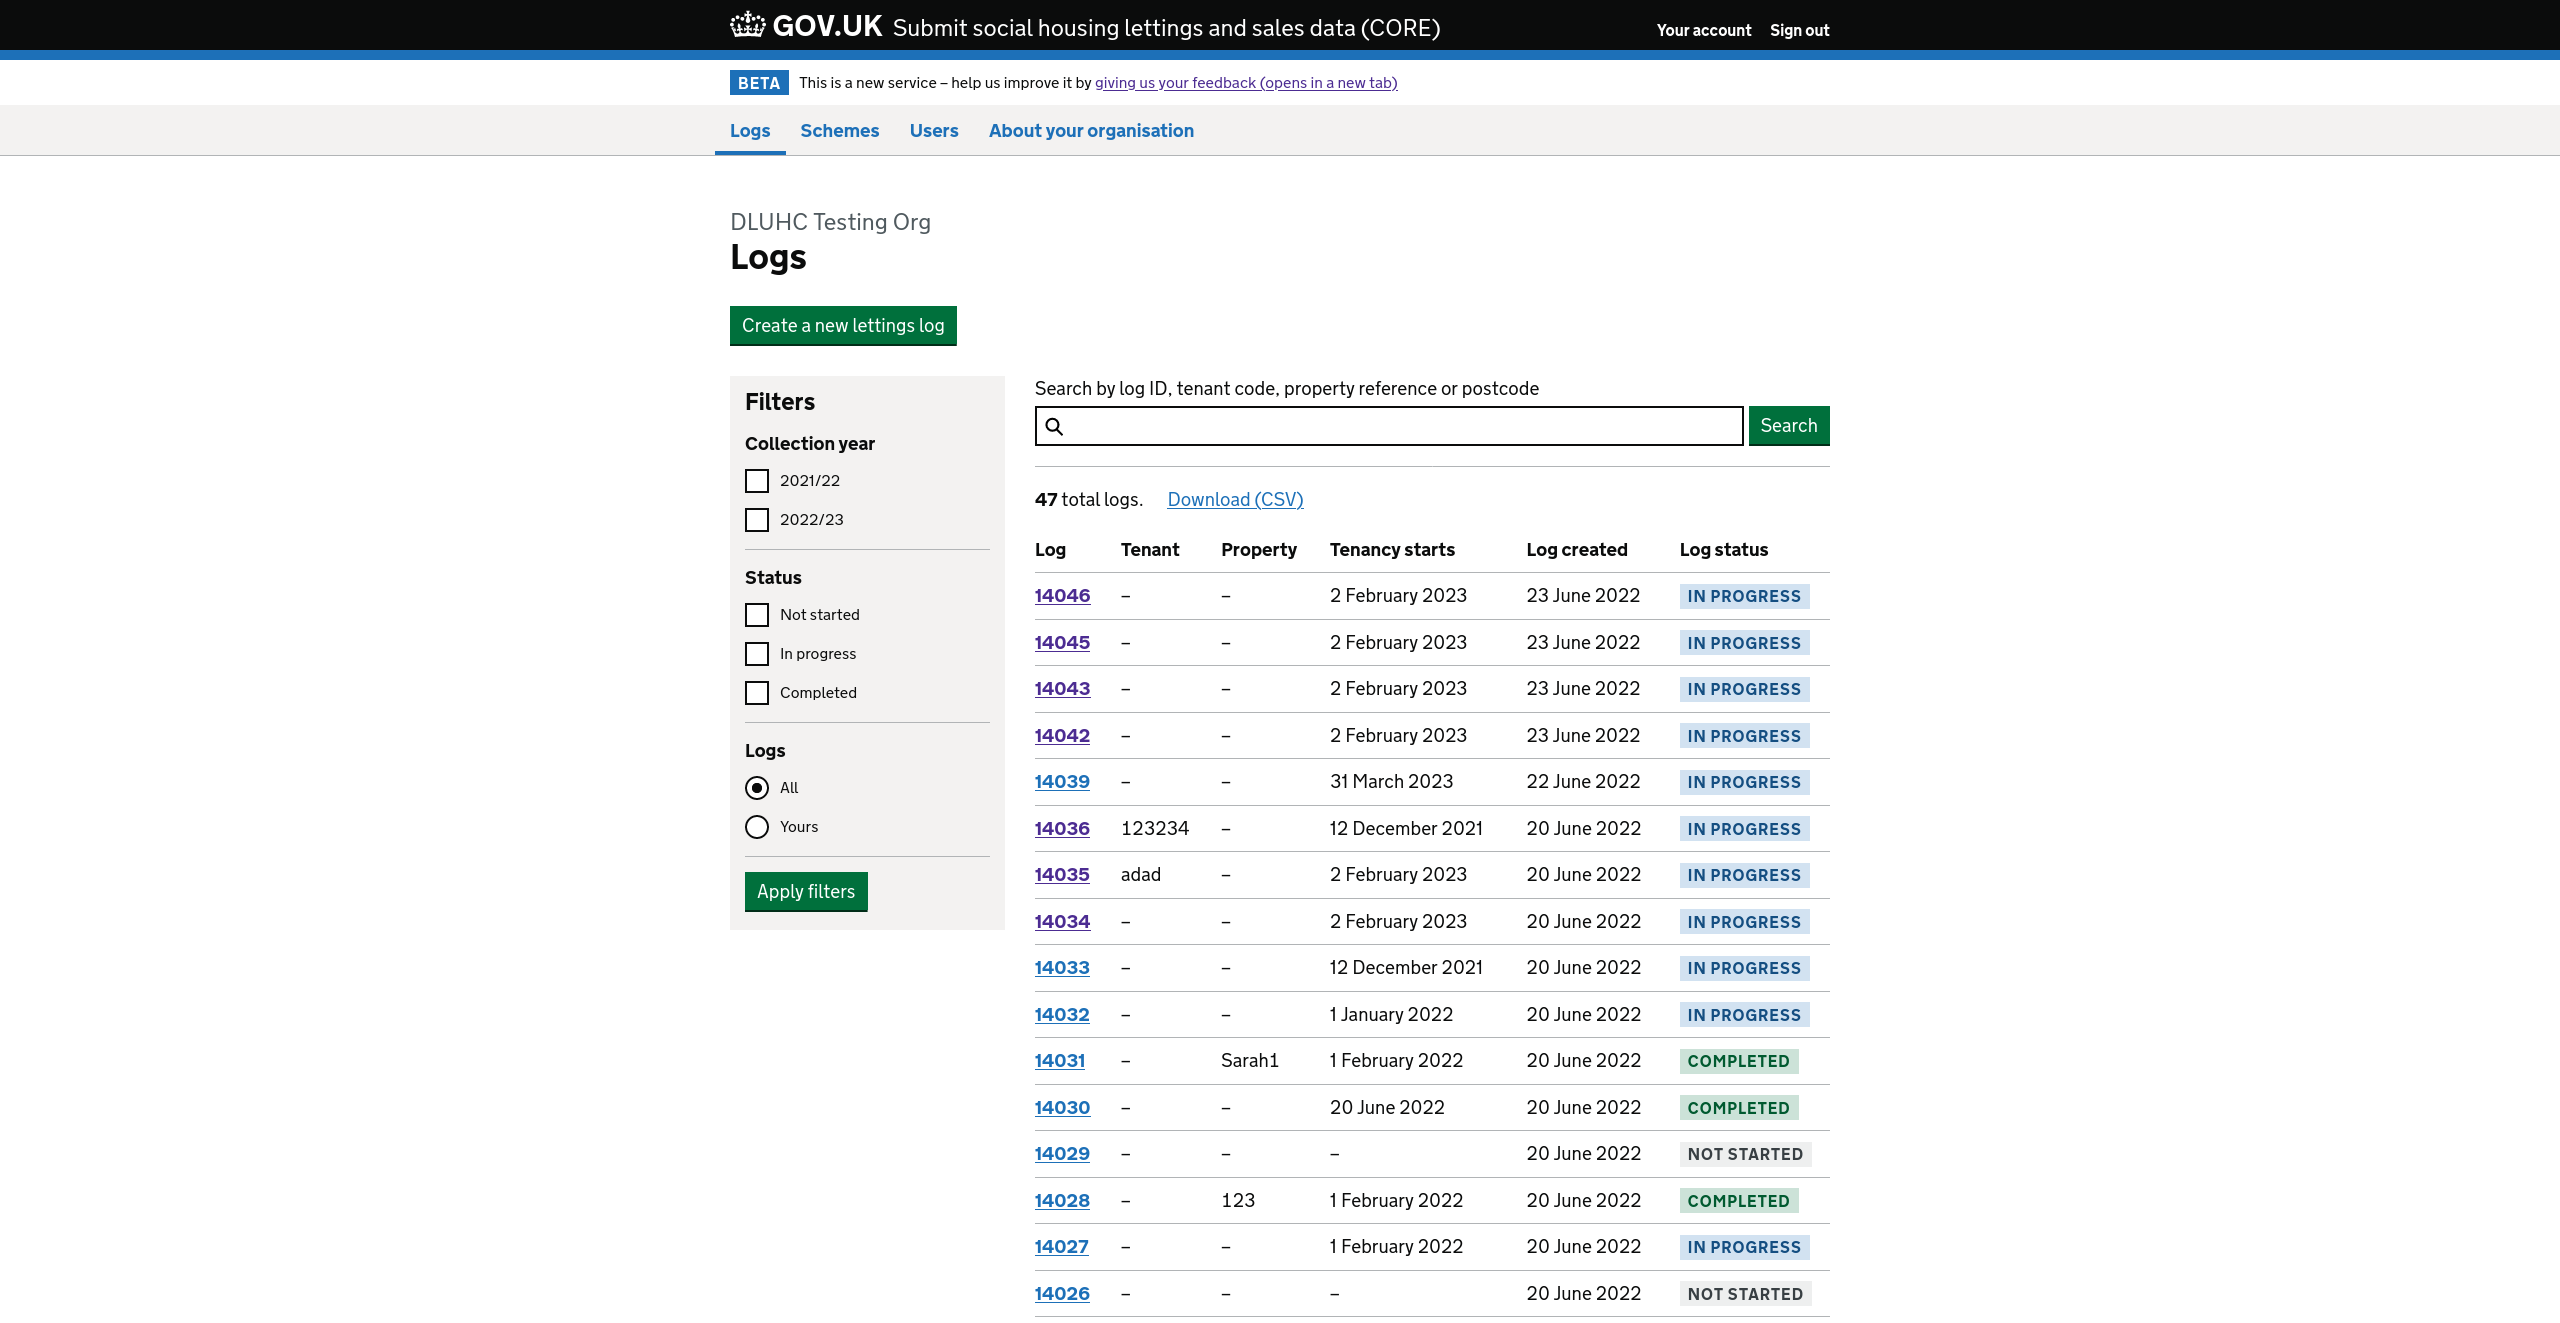 GOV.UK Submit social housing lettings and sales data (CORE) Your account Sign out
BETA This is a new service – help us improve it by giving us your feedback (opens in a new tab)
Logs Schemes Users About your organisation
DLUHC Testing Org
Logs
Create a new lettings log
Filters
Collection year
2021/22
2022/23
Status
Not started
In progress
Completed
Logs
All
Yours
Apply filters
Search by log ID, tenant code, property reference or postcode
Search
47 total logs. Download (CSV)
Log Tenant Property Tenancy starts Log created Log status
14046 – – 2 February 2023 23 June 2022 IN PROGRESS
14045 – – 2 February 2023 23 June 2022 IN PROGRESS
14043 – – 2 February 2023 23 June 2022 IN PROGRESS
14042 – – 2 February 2023 23 June 2022 IN PROGRESS
14039 – – 31 March 2023 22 June 2022 IN PROGRESS
14036 123234 – 12 December 2021 20 June 2022 IN PROGRESS
14035 adad – 2 February 2023 20 June 2022 IN PROGRESS
14034 – – 2 February 2023 20 June 2022 IN PROGRESS
14033 – – 12 December 2021 20 June 2022 IN PROGRESS
14032 – – 1 January 2022 20 June 2022 IN PROGRESS
14031 – Sarah1 1 February 2022 20 June 2022 COMPLETED
14030 – – 20 June 2022 20 June 2022 COMPLETED
14029 – – – 20 June 2022 NOT STARTED
14028 – 123 1 February 2022 20 June 2022 COMPLETED
14027 – – 1 February 2022 20 June 2022 IN PROGRESS
14026 – – – 20 June 2022 NOT STARTED